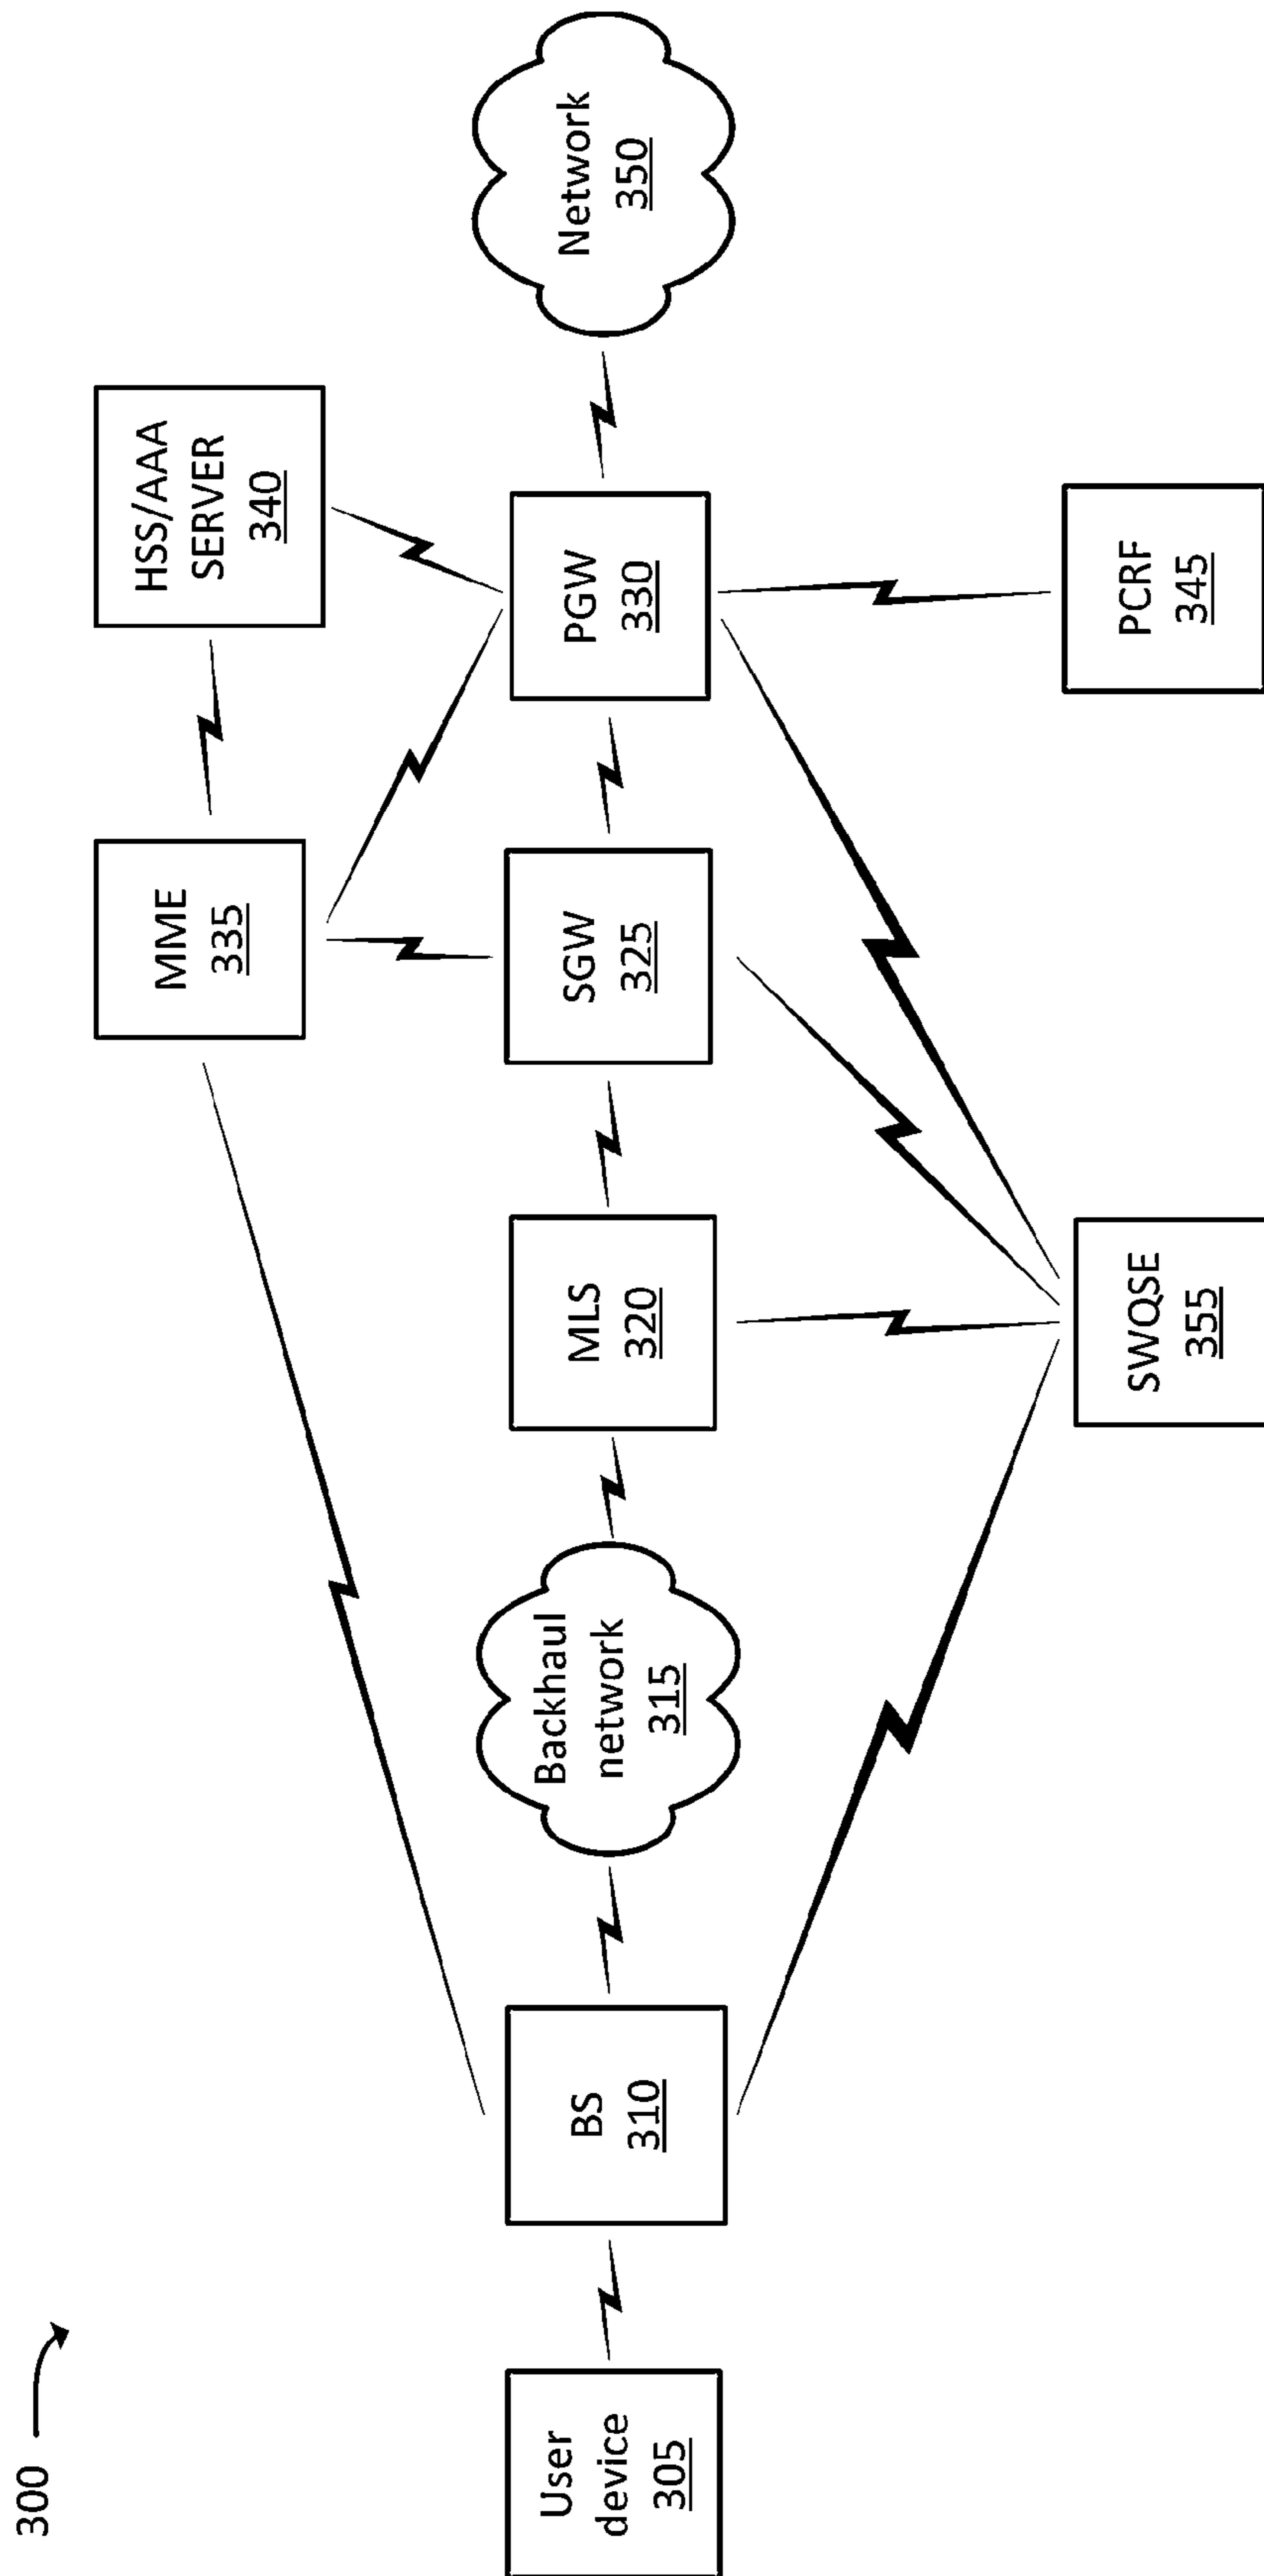 300
User
device
305
BS
310
Backhaul
network
315
MLS
320
SGW
325
PGW
330
Network
350
MME
335
HSS/AAA
SERVER
340
SWQSE
355
PCRF
345